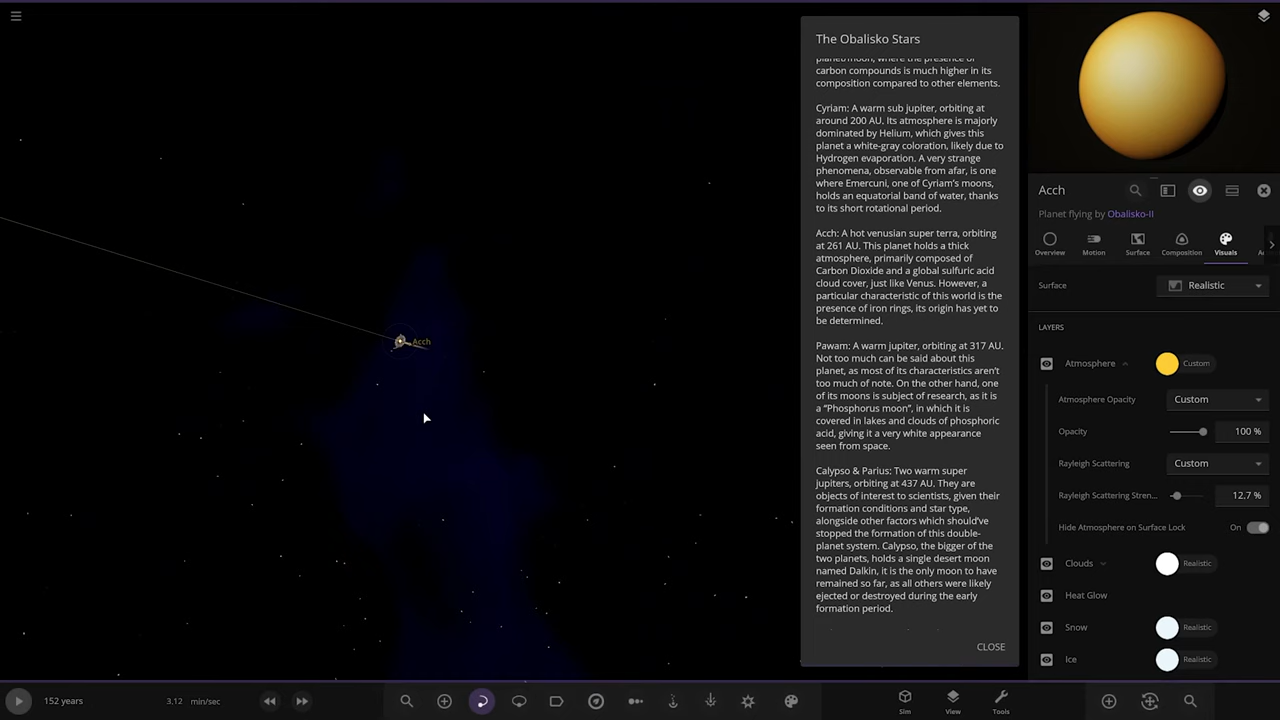 The Obalisko Stars
planet/moon, where the presence of
carbon compounds is much higher in its
composition compared to other elements.
Cyriam: A warm sub jupiter, orbiting at
around 200 AU. Its atmosphere is majorly
dominated by Helium, which gives this
planet a white-gray coloration, likely due to
Hydrogen evaporation. A very strange
phenomena, observable from afar, is one
where Emercuni, one of Cyriam's moons,
holds an equatorial band of water, thanks
to its short rotational period.
Acch: A hot venusian super terra, orbiting
at 261 AU. This planet holds a thick
atmosphere, primarily composed of
Carbon Dioxide and a global sulfuric acid
cloud cover, just like Venus. However, a
particular characteristic of this world is the
presence of iron rings, its origin has yet to
be determined.
Pawam: A warm jupiter, orbiting at 317 AU.
Not too much can be said about this
planet, as most of its characteristics aren't
too much of note. On the other hand, one
of its moons is subject of research, as it is
a "Phosphorus moon", in which it is
covered in lakes and clouds of phosphoric
acid, giving it a very white appearance
seen from space.
Calypso & Parius: Two warm super
jupiters, orbiting at 437 AU. They are
objects of interest to scientists, given their
formation conditions and star type,
alongside other factors which should've
stopped the formation of this double-
planet system. Calypso, the bigger of the
two planets, holds a single desert moon
named Dalkin, it is the only moon to have
remained so far, as all others were likely
ejected or destroyed during the early
formation period.
CLOSE
Acch
Acch
Planet flying by Obalisko-II
Overview Motion Surface Composition Visuals
Surface Realistic
LAYERS
Atmosphere Custom
Atmosphere Opacity Custom
Opacity 100 %
Rayleigh Scattering Custom
Rayleigh Scattering Stren... 12.7 %
Hide Atmosphere on Surface Lock On
Clouds Realistic
Heat Glow
Snow Realistic
Ice Realistic
152 years 3.12 min/sec
Sim View Tools